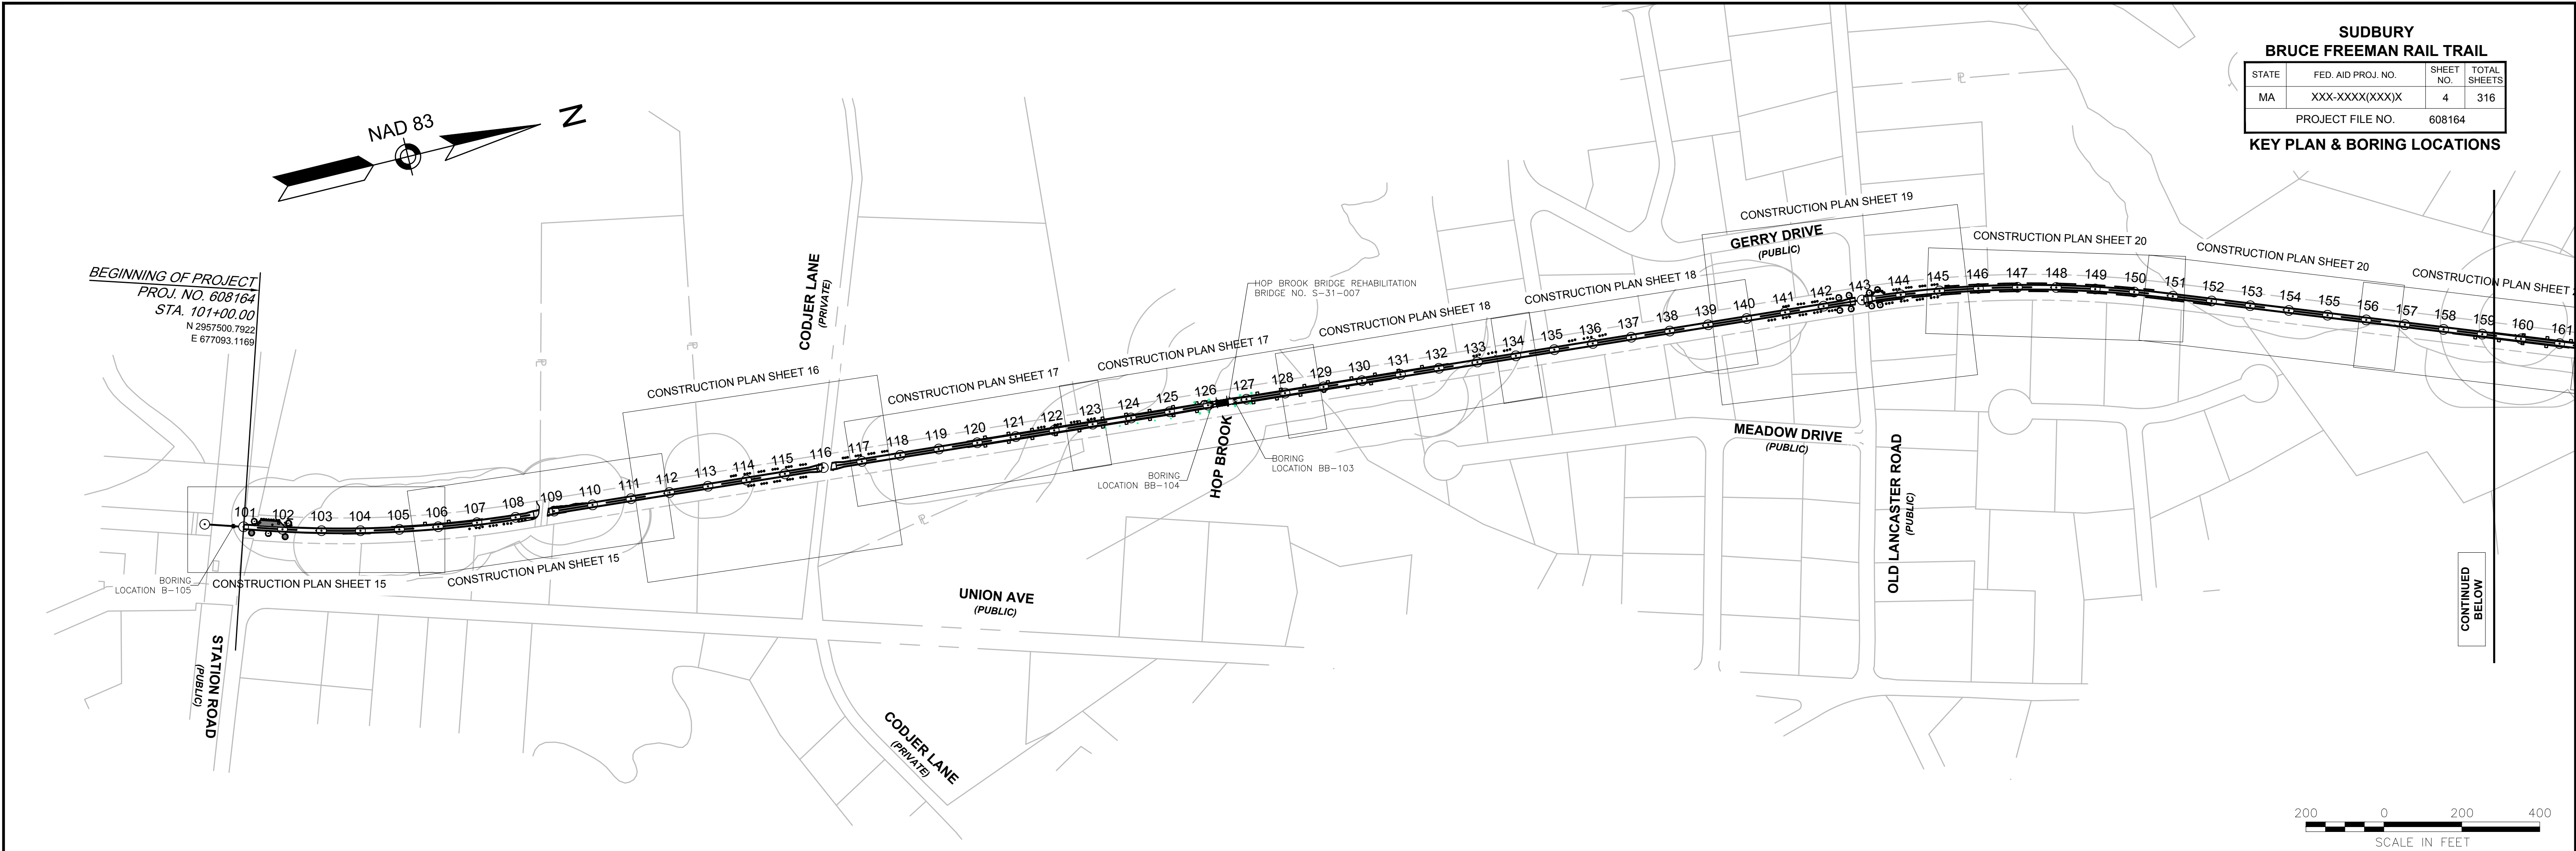 SUDBURY
BRUCE FREEMAN RAIL TRAIL
STATE FED. AID PROJ. NO. SHEET NO. TOTAL SHEETS
MA XXX-XXXX(XXX)X 4 316
PROJECT FILE NO. 608164
KEY PLAN & BORING LOCATIONS
NAD 83
N
BEGINNING OF PROJECT
PROJ. NO. 608164
STA. 101+00.00
N 2957500.7922
E 677093.1169
CODJER LANE
(PRIVATE)
HOP BROOK BRIDGE REHABILITATION
BRIDGE NO. S-31-007
GERRY DRIVE
(PUBLIC)
CONSTRUCTION PLAN SHEET 15
CONSTRUCTION PLAN SHEET 15
CONSTRUCTION PLAN SHEET 16
CONSTRUCTION PLAN SHEET 17
CONSTRUCTION PLAN SHEET 17
CONSTRUCTION PLAN SHEET 18
CONSTRUCTION PLAN SHEET 18
CONSTRUCTION PLAN SHEET 19
CONSTRUCTION PLAN SHEET 20
CONSTRUCTION PLAN SHEET 20
CONSTRUCTION PLAN SHEET
101 102 103 104 105 106 107 108 109 110 111 112 113 114 115 116 117 118 119 120 121 122 123 124 125 126 127 128 129 130 131 132 133 134 135 136 137 138 139 140 141 142 143 144 145 146 147 148 149 150 151 152 153 154 155 156 157 158 159 160 161
BORING
LOCATION B-105
BORING
LOCATION BB-104
HOP BROOK
BORING
LOCATION BB-103
MEADOW DRIVE
(PUBLIC)
OLD LANCASTER ROAD
(PUBLIC)
UNION AVE
(PUBLIC)
STATION ROAD
(PUBLIC)
CODJER LANE
(PRIVATE)
CONTINUED
BELOW
PL
PL
PL
PL
200 0 200 400
SCALE IN FEET